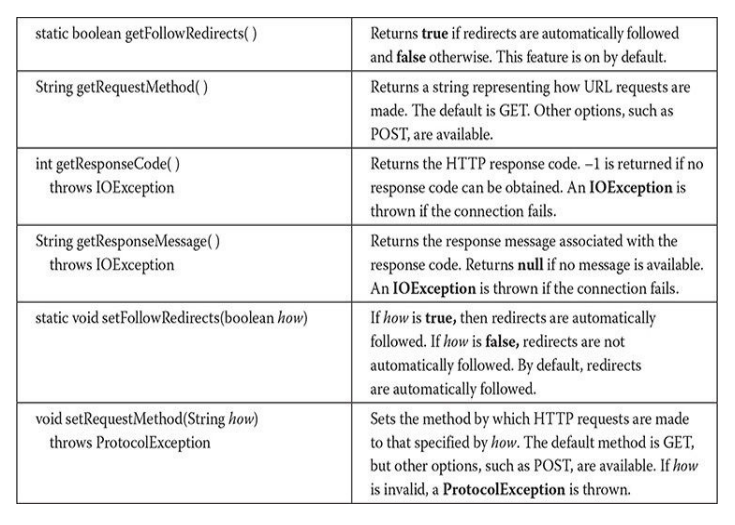 static boolean getFollowRedirects( )
Returns true if redirects are automatically followed
and false otherwise. This feature is on by default.
String getRequestMethod( )
Returns a string representing how URL requests are
made. The default is GET. Other options, such as
POST, are available.
int getResponseCode( )
throws IOException
Returns the HTTP response code. –1 is returned if no
response code can be obtained. An IOException is
thrown if the connection fails.
String getResponseMessage( )
throws IOException
Returns the response message associated with the
response code. Returns null if no message is available.
An IOException is thrown if the connection fails.
static void setFollowRedirects(boolean how)
If how is true, then redirects are automatically
followed. If how is false, redirects are not
automatically followed. By default, redirects
are automatically followed.
void setRequestMethod(String how)
throws ProtocolException
Sets the method by which HTTP requests are made
to that specified by how. The default method is GET,
but other options, such as POST, are available. If how
is invalid, a ProtocolException is thrown.